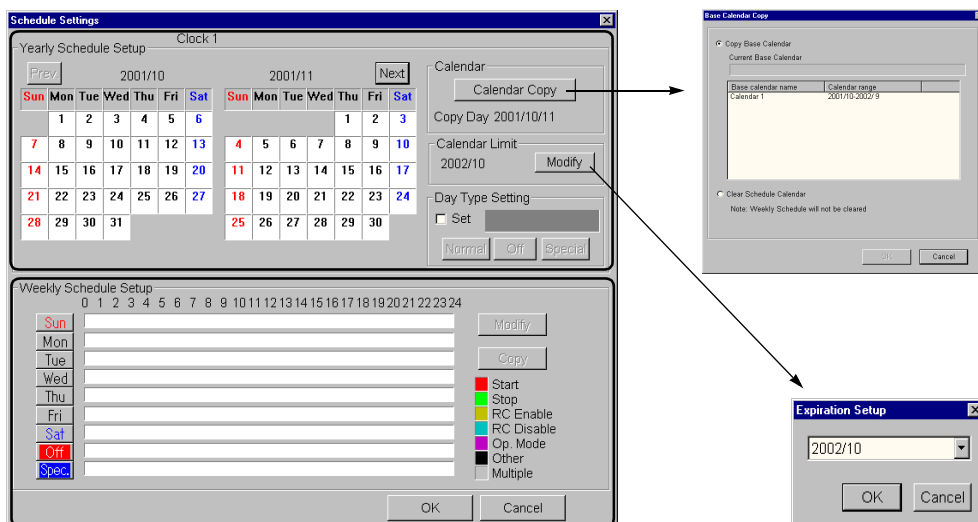 Schedule Settings
Clock 1
Yearly Schedule Setup
Prev.
2001/10
2001/11
Next
Sun Mon Tue Wed Thu Fri Sat
1 2 3 4 5 6
7 8 9 10 11 12 13
14 15 16 17 18 19 20
21 22 23 24 25 26 27
28 29 30 31
Sun Mon Tue Wed Thu Fri Sat
1 2 3
4 5 6 7 8 9 10
11 12 13 14 15 16 17
18 19 20 21 22 23 24
25 26 27 28 29 30
Calendar
Calendar Copy
Copy Day 2001/10/11
Calendar Limit
2002/10
Modify
Day Type Setting
Set
Normal Off Special
Weekly Schedule Setup
0 1 2 3 4 5 6 7 8 9 10 11 12 13 14 15 16 17 18 19 20 21 22 23 24
Sun
Mon
Tue
Wed
Thu
Fri
Sat
Off
Spec.
Modify
Copy
Start
Stop
RC Enable
RC Disable
Op. Mode
Other
Multiple
OK
Cancel
Base Calendar Copy
Copy Base Calendar
Current Base Calendar
Base calendar name Calendar range
Calendar 1 2001/10-2002/ 9
Clear Schedule Calendar
Note: Weekly Schedule will not be cleared
OK
Cancel
Expiration Setup
2002/10
OK
Cancel